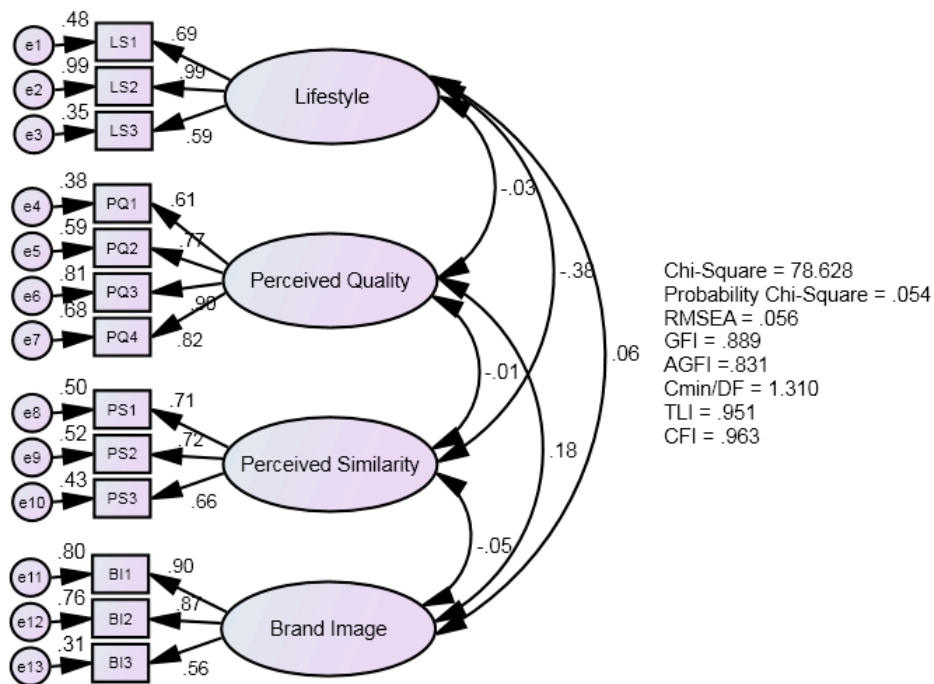 .48
e1 LS1 .69
.99
e2 LS2 .99
Lifestyle
.35
e3 LS3 .59
.38
e4 PQ1 .61
.59
e5 PQ2 .77
.81
e6 PQ3 .90
Perceived Quality
.68
e7 PQ4 .82
.50
e8 PS1 .71
.52
e9 PS2 .72
Perceived Similarity
.43
e10 PS3 .66
.80
e11 BI1 .90
.76
e12 BI2 .87
Brand Image
.31
e13 BI3 .56
-.03
-.38
.06
-.01
.18
-.05
Chi-Square = 78.628
Probability Chi-Square = .054
RMSEA = .056
GFI = .889
AGFI =.831
Cmin/DF = 1.310
TLI = .951
CFI = .963